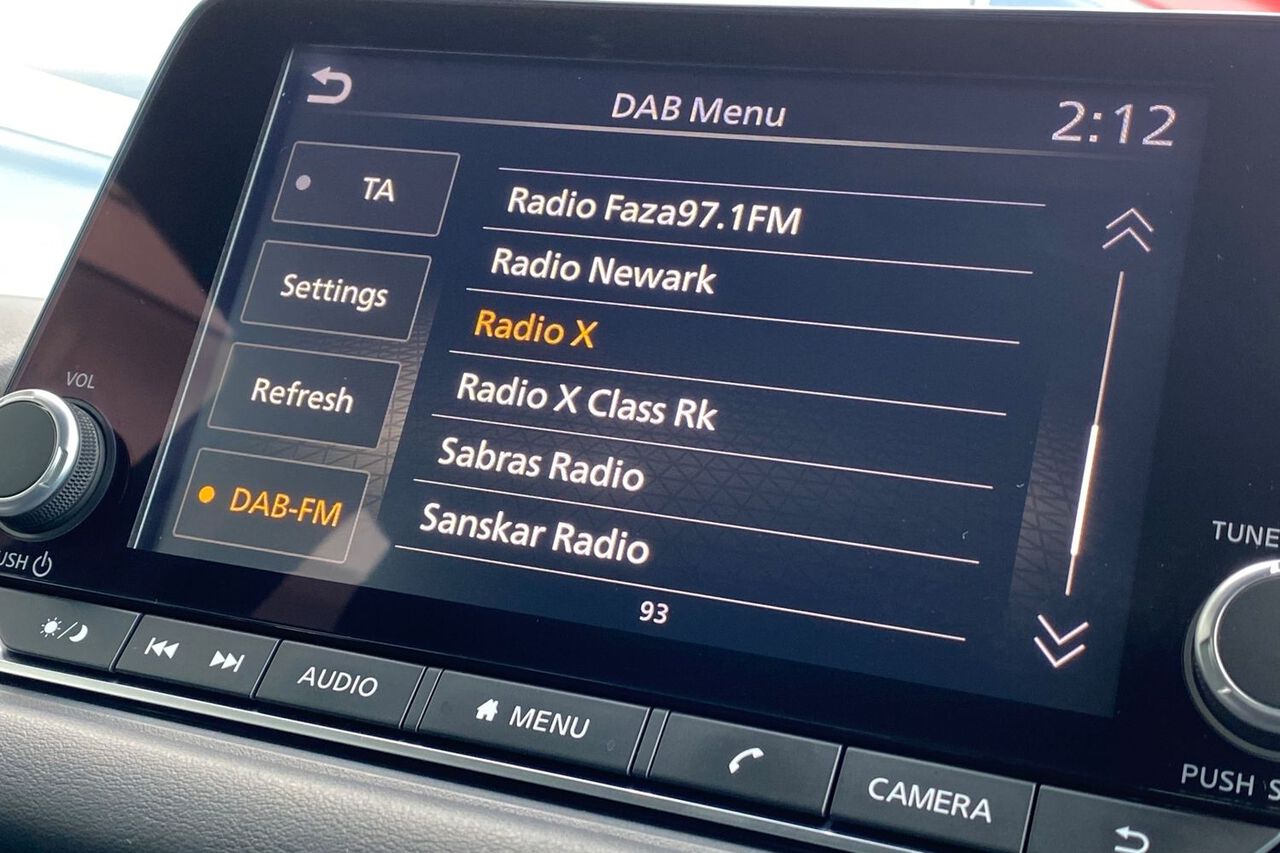 DAB Menu
2:12
TA
Settings
Refresh
DAB-FM
Radio Faza97.1FM
Radio Newark
Radio X
Radio X Class Rk
Sabras Radio
Sanskar Radio
93
VOL
USH
TUNE
PUSH S
AUDIO
MENU
CAMERA